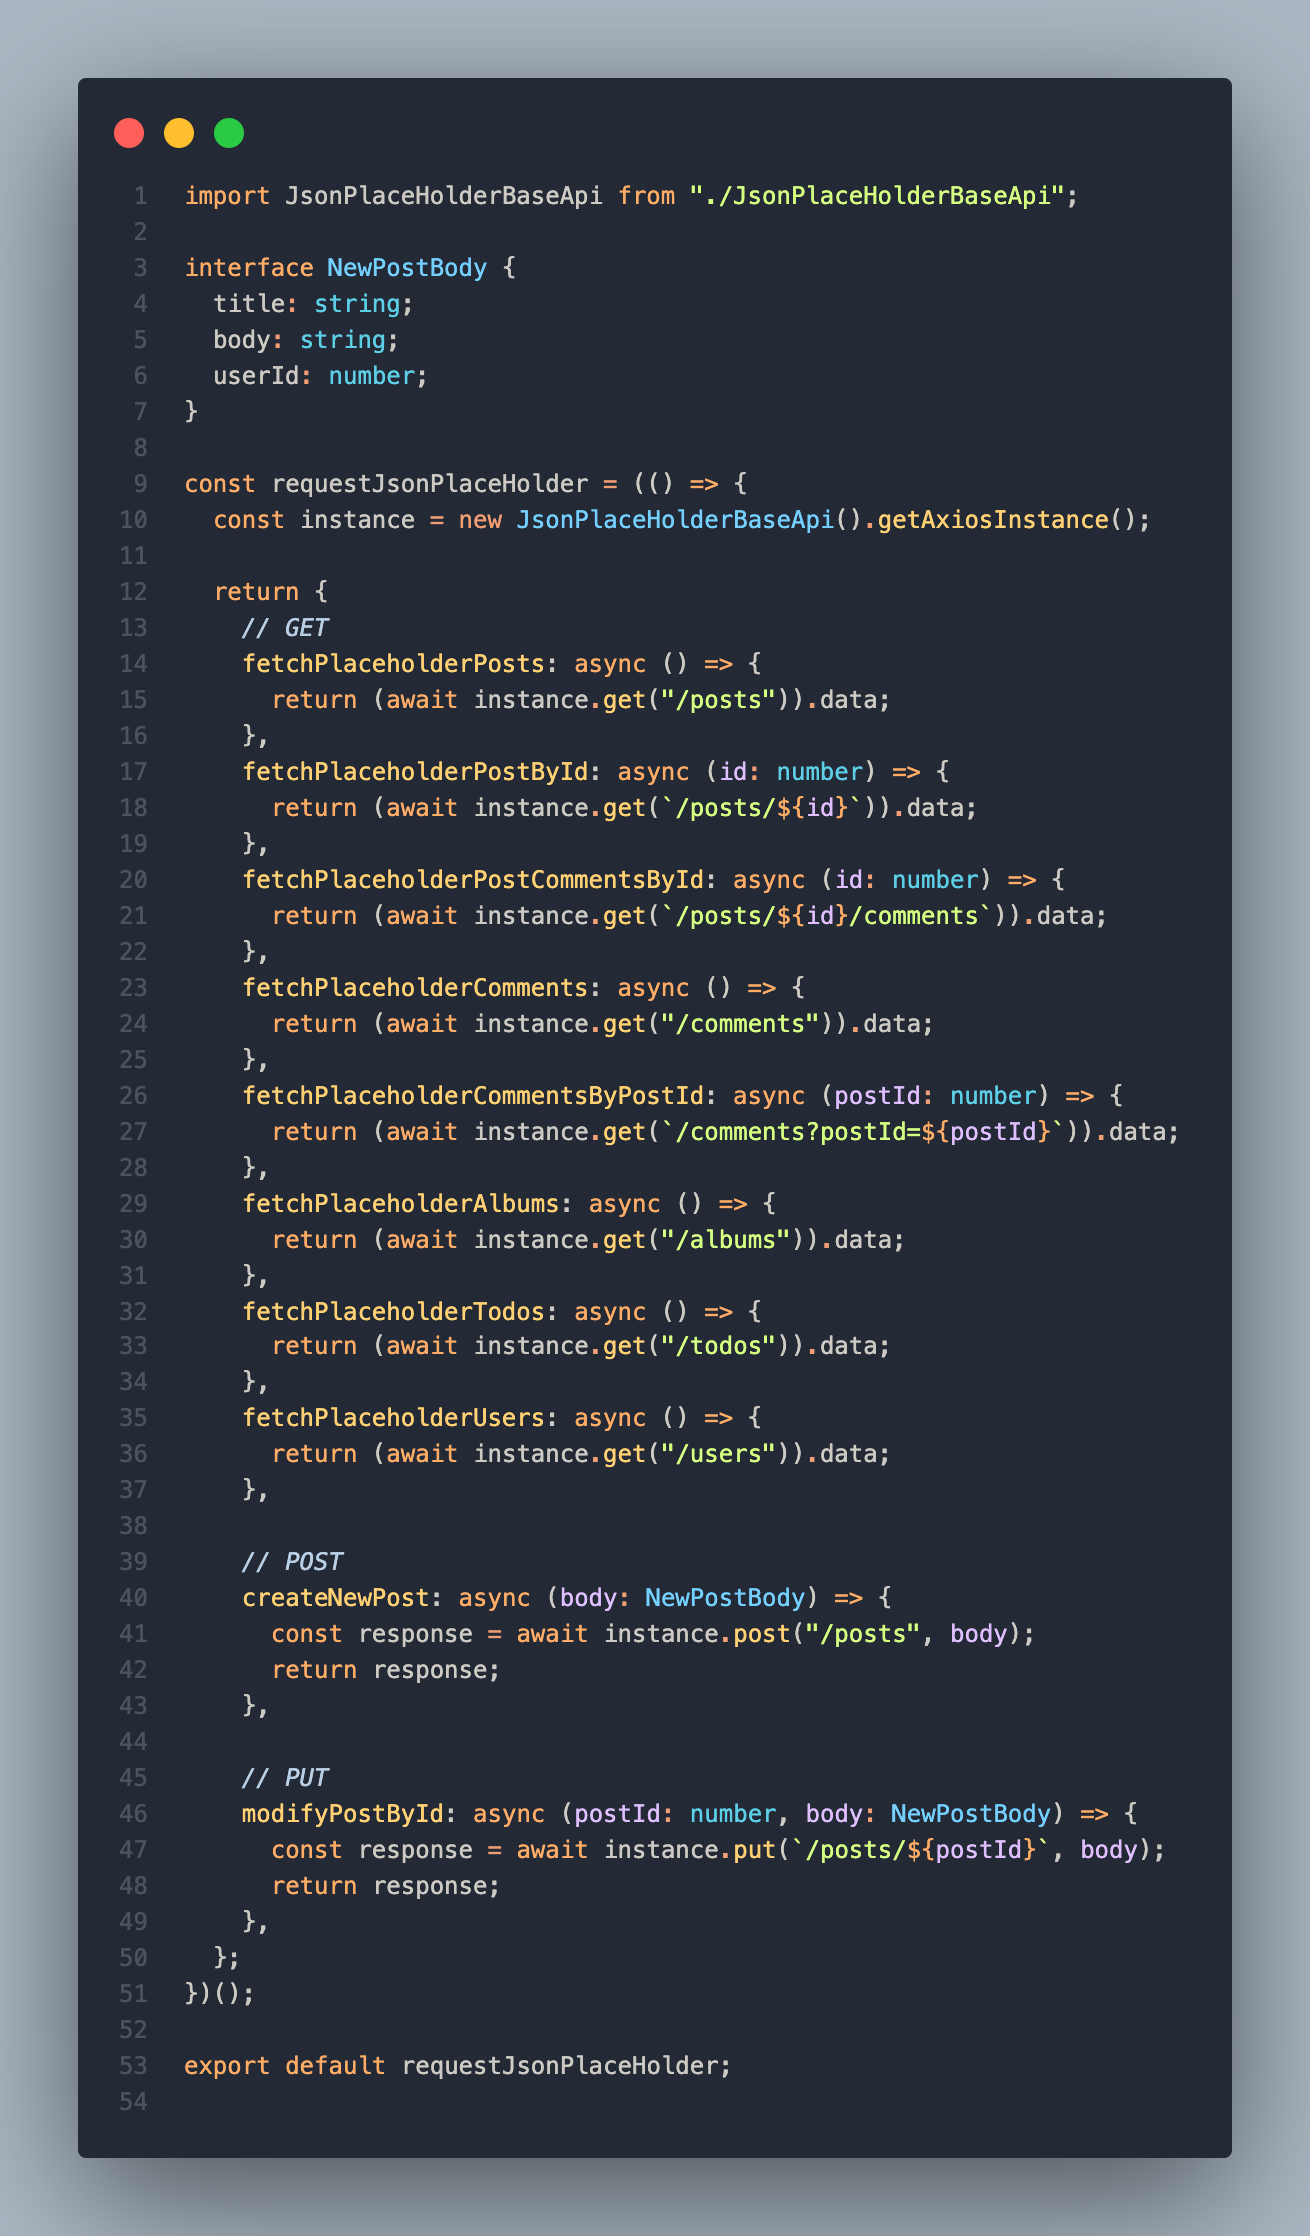 1 import JsonPlaceHolderBaseApi from "./JsonPlaceHolderBaseApi";
2
3 interface NewPostBody {
4   title: string;
5   body: string;
6   userId: number;
7 }
8
9 const requestJsonPlaceHolder = (() => {
10   const instance = new JsonPlaceHolderBaseApi().getAxiosInstance();
11
12   return {
13     // GET
14     fetchPlaceholderPosts: async () => {
15       return (await instance.get("/posts")).data;
16     },
17     fetchPlaceholderPostById: async (id: number) => {
18       return (await instance.get(`/posts/${id}`)).data;
19     },
20     fetchPlaceholderPostCommentsById: async (id: number) => {
21       return (await instance.get(`/posts/${id}/comments`)).data;
22     },
23     fetchPlaceholderComments: async () => {
24       return (await instance.get("/comments")).data;
25     },
26     fetchPlaceholderCommentsByPostId: async (postId: number) => {
27       return (await instance.get(`/comments?postId=${postId}`)).data;
28     },
29     fetchPlaceholderAlbums: async () => {
30       return (await instance.get("/albums")).data;
31     },
32     fetchPlaceholderTodos: async () => {
33       return (await instance.get("/todos")).data;
34     },
35     fetchPlaceholderUsers: async () => {
36       return (await instance.get("/users")).data;
37     },
38
39     // POST
40     createNewPost: async (body: NewPostBody) => {
41       const response = await instance.post("/posts", body);
42       return response;
43     },
44
45     // PUT
46     modifyPostById: async (postId: number, body: NewPostBody) => {
47       const response = await instance.put(`/posts/${postId}`, body);
48       return response;
49     },
50   };
51 })();
52
53 export default requestJsonPlaceHolder;
54